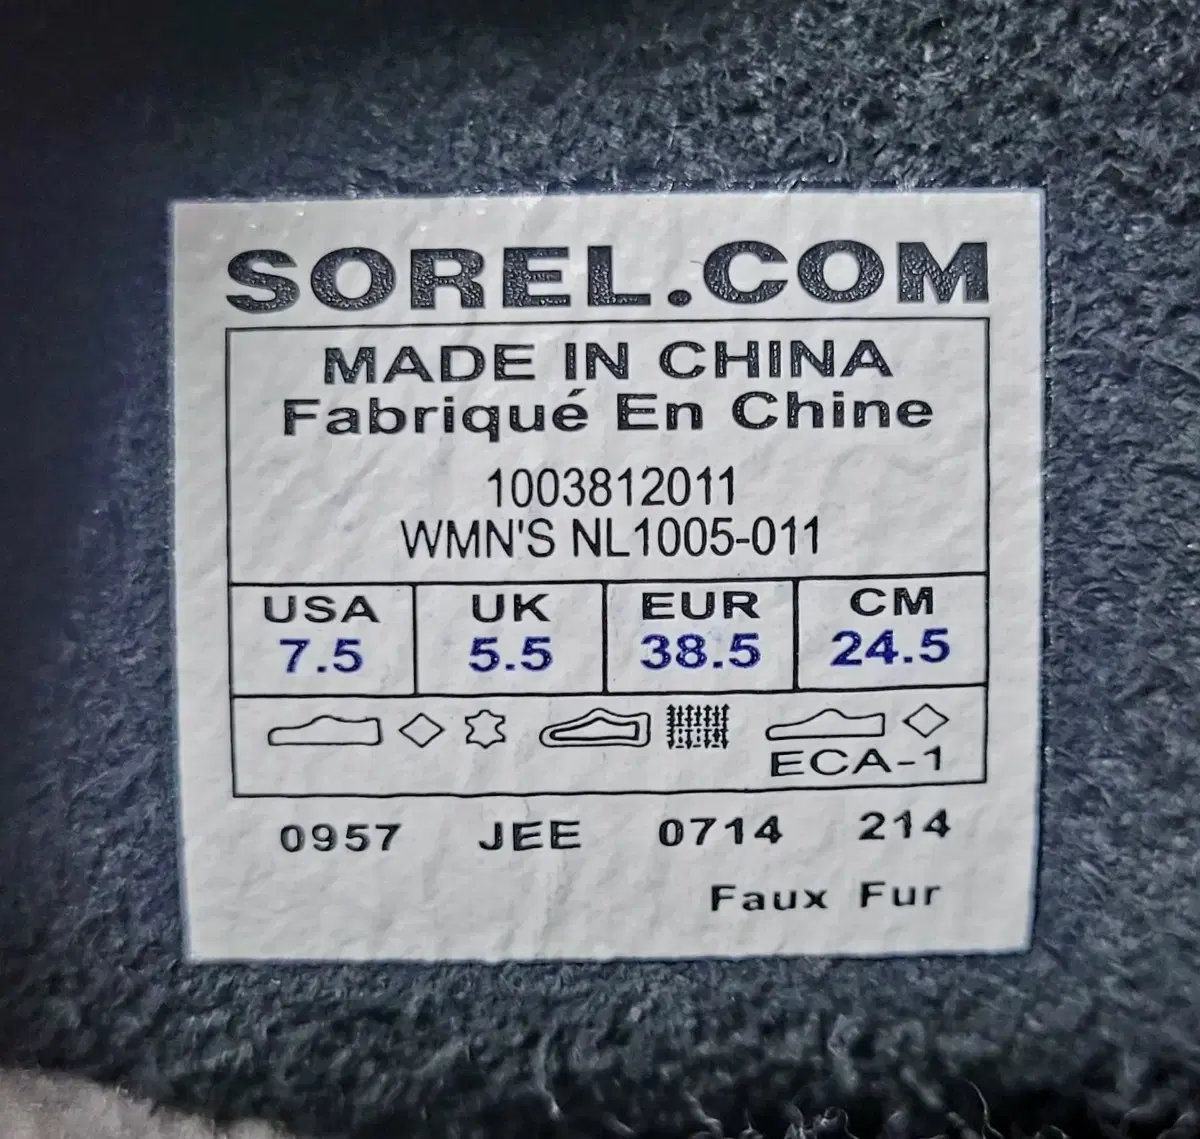 SOREL.COM
MADE IN CHINA
Fabriqué En Chine
1003812011
WMN'S NL1005-011
USA UK EUR CM
7.5 5.5 38.5 24.5
ECA-1
0957 JEE 0714 214
Faux Fur